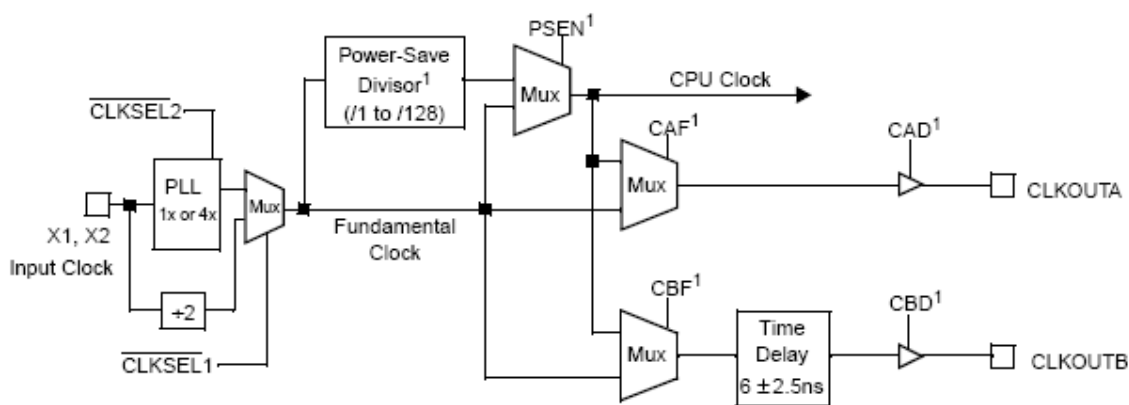 PSEN1
Power-Save
Divisor1
(/1 to /128)
Mux
CPU Clock
CLKSEL2
CAF1
CAD1
PLL
1x or 4x
Mux
Mux
CLKOUTA
X1, X2
Input Clock
Fundamental
Clock
÷2
CBF1
CBD1
Time
Delay
6 ±2.5ns
Mux
CLKOUTB
CLKSEL1